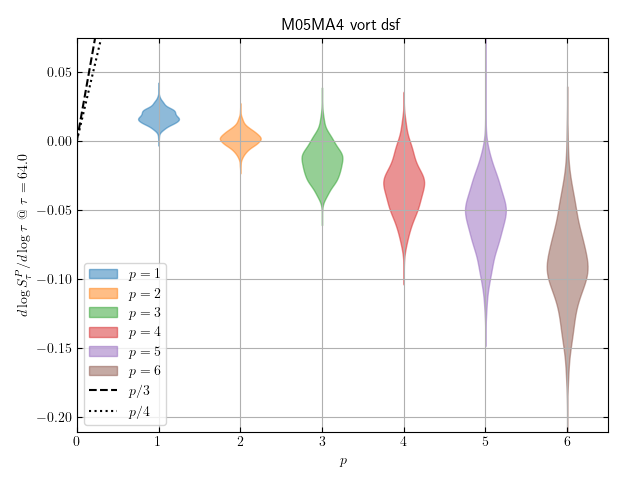 M05MA4 vort dsf
d log S_τ^P / d log τ @ τ = 64.0
0.05
0.00
−0.05
−0.10
−0.15
−0.20
p = 1
p = 2
p = 3
p = 4
p = 5
p = 6
p/3
p/4
0 1 2 3 4 5 6
p